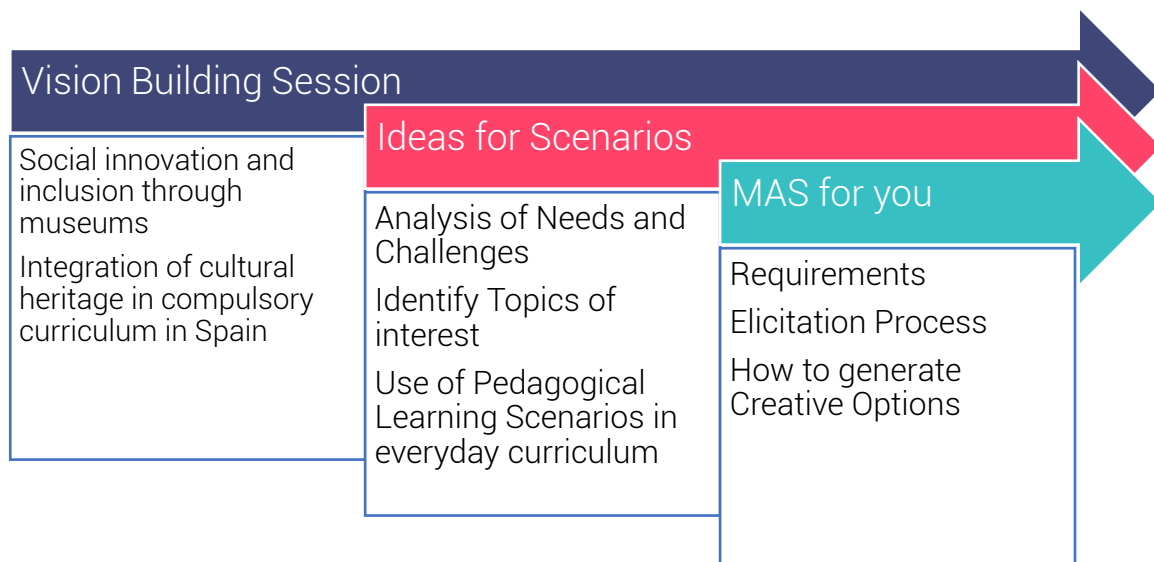 Vision Building Session
Social innovation and
inclusion through
museums
Integration of cultural
heritage in compulsory
curriculum in Spain
Ideas for Scenarios
Analysis of Needs and
Challenges
Identify Topics of
interest
Use of Pedagogical
Learning Scenarios in
everyday curriculum
MAS for you
Requirements
Elicitation Process
How to generate
Creative Options